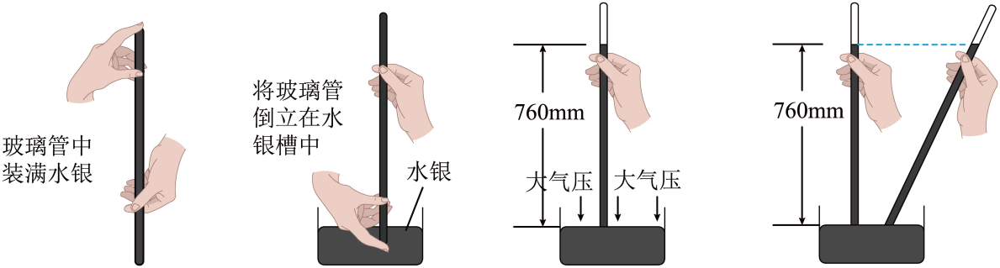 玻璃管中
装满水银
将玻璃管
倒立在水
银槽中
水银
760mm
大气压
大气压
760mm